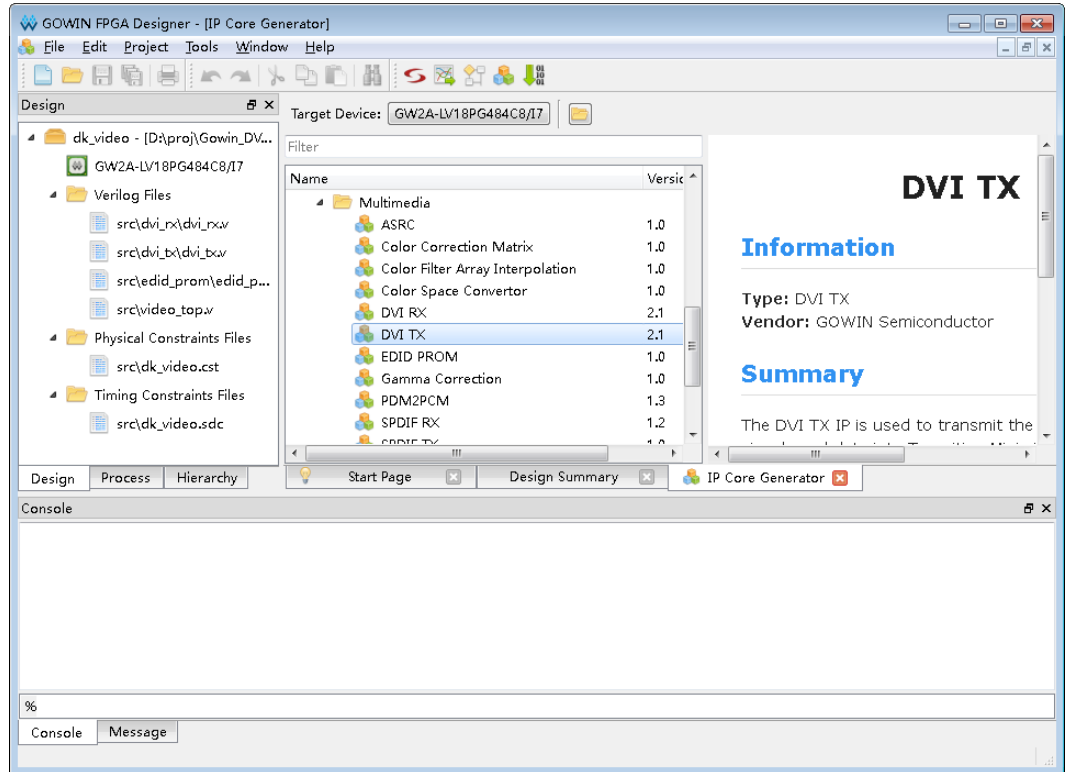 GOWIN FPGA Designer - [IP Core Generator]
File Edit Project Tools Window Help
Design
dk_video - [D:\proj\Gowin_DV...
GW2A-LV18PG484C8/I7
Verilog Files
src\dvi_rx\dvi_rx.v
src\dvi_tx\dvi_tx.v
src\edid_prom\edid_p...
src\video_top.v
Physical Constraints Files
src\dk_video.cst
Timing Constraints Files
src\dk_video.sdc
Design Process Hierarchy
Target Device: GW2A-LV18PG484C8/I7
Filter
Name Versic
Multimedia
ASRC 1.0
Color Correction Matrix 1.0
Color Filter Array Interpolation 1.0
Color Space Convertor 1.0
DVI RX 2.1
DVI TX 2.1
EDID PROM 1.0
Gamma Correction 1.0
PDM2PCM 1.3
SPDIF RX 1.2
SPDIF TX 1.0
DVI TX
Information
Type: DVI TX
Vendor: GOWIN Semiconductor
Summary
The DVI TX IP is used to transmit the
Start Page Design Summary IP Core Generator
Console
%
Console Message